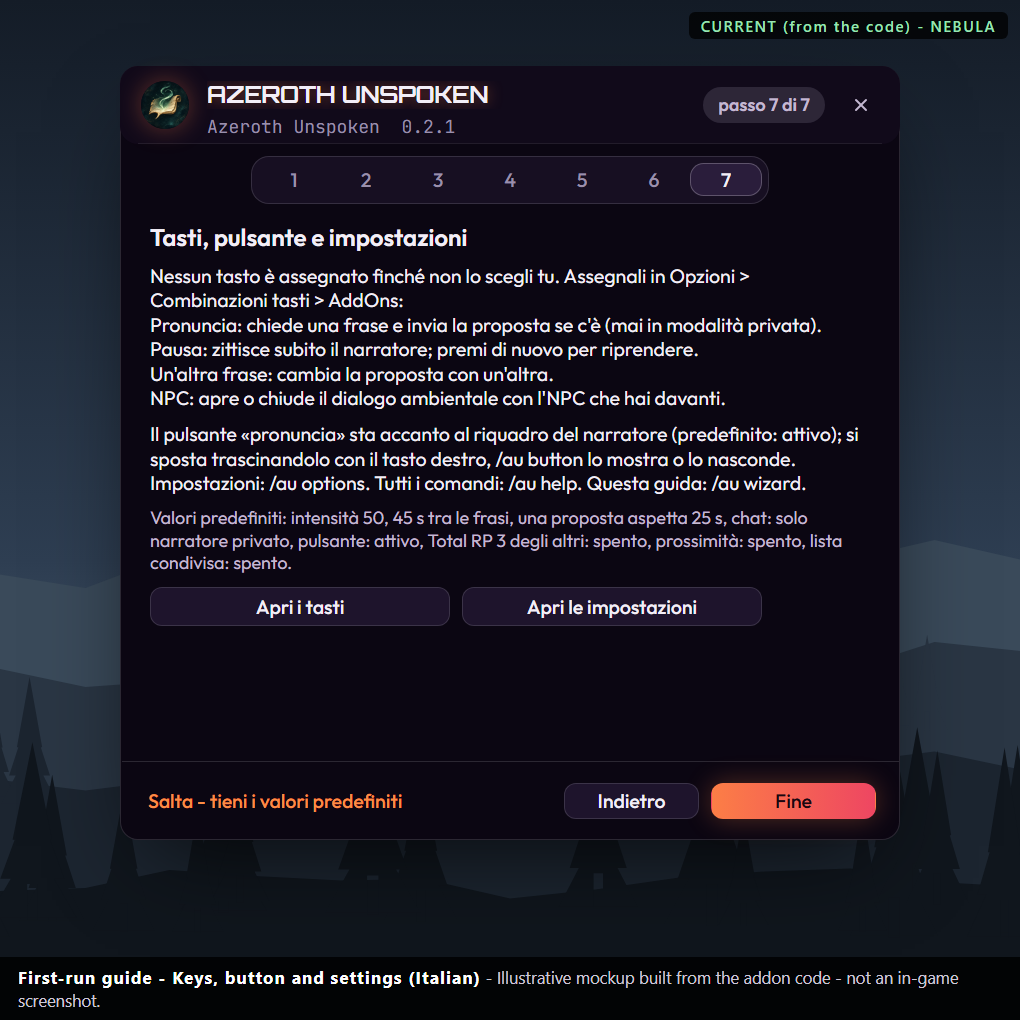 CURRENT (from the code) - NEBULA
AZEROTH UNSPOKEN
Azeroth Unspoken 0.2.1
passo 7 di 7
1 2 3 4 5 6 7
Tasti, pulsante e impostazioni
Nessun tasto è assegnato finché non lo scegli tu. Assegnali in Opzioni >
Combinazioni tasti > AddOns:
Pronuncia: chiede una frase e invia la proposta se c'è (mai in modalità privata).
Pausa: zittisce subito il narratore; premi di nuovo per riprendere.
Un'altra frase: cambia la proposta con un'altra.
NPC: apre o chiude il dialogo ambientale con l'NPC che hai davanti.
Il pulsante «pronuncia» sta accanto al riquadro del narratore (predefinito: attivo); si
sposta trascinandolo con il tasto destro, /au button lo mostra o lo nasconde.
Impostazioni: /au options. Tutti i comandi: /au help. Questa guida: /au wizard.
Valori predefiniti: intensità 50, 45 s tra le frasi, una proposta aspetta 25 s, chat: solo
narratore privato, pulsante: attivo, Total RP 3 degli altri: spento, prossimità: spento, lista
condivisa: spento.
Apri i tasti
Apri le impostazioni
Salta - tieni i valori predefiniti
Indietro
Fine
First-run guide - Keys, button and settings (Italian) - Illustrative mockup built from the addon code - not an in-game
screenshot.